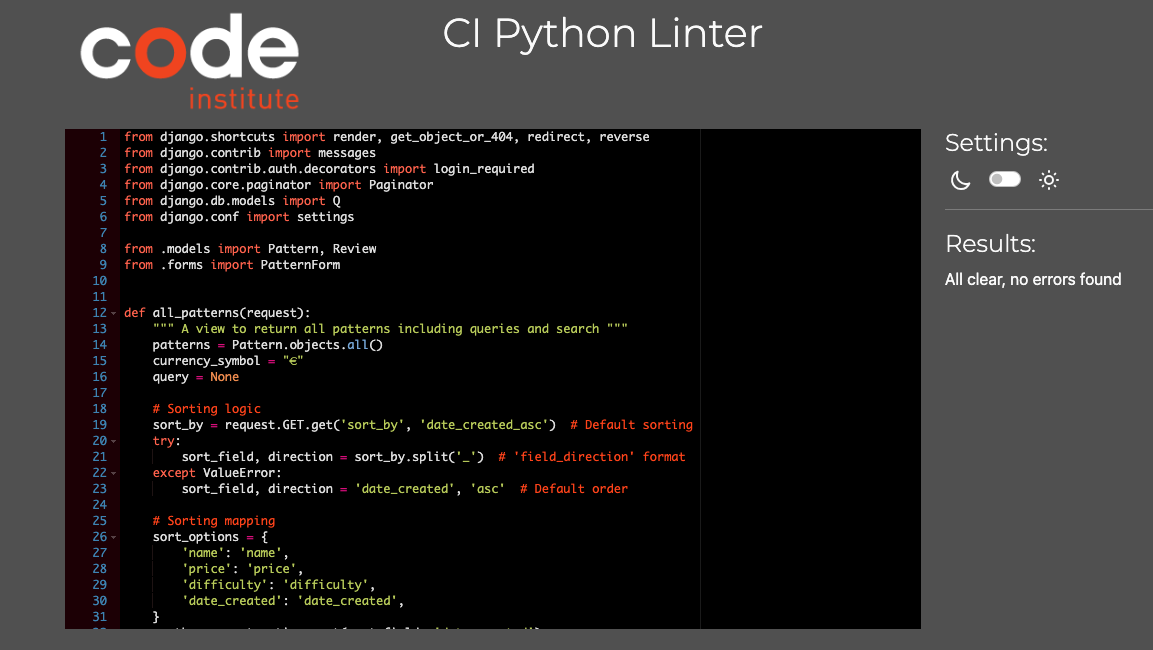 code
institute
CI Python Linter
1 from django.shortcuts import render, get_object_or_404, redirect, reverse
2 from django.contrib import messages
3 from django.contrib.auth.decorators import login_required
4 from django.core.paginator import Paginator
5 from django.db.models import Q
6 from django.conf import settings
7
8 from .models import Pattern, Review
9 from .forms import PatternForm
10
11
12 def all_patterns(request):
13     """ A view to return all patterns including queries and search """
14     patterns = Pattern.objects.all()
15     currency_symbol = "€"
16     query = None
17
18     # Sorting logic
19     sort_by = request.GET.get('sort_by', 'date_created_asc')  # Default sorting
20     try:
21         sort_field, direction = sort_by.split('_')  # 'field_direction' format
22     except ValueError:
23         sort_field, direction = 'date_created', 'asc'  # Default order
24
25     # Sorting mapping
26     sort_options = {
27         'name': 'name',
28         'price': 'price',
29         'difficulty': 'difficulty',
30         'date_created': 'date_created',
31     }
Settings:
Results:
All clear, no errors found